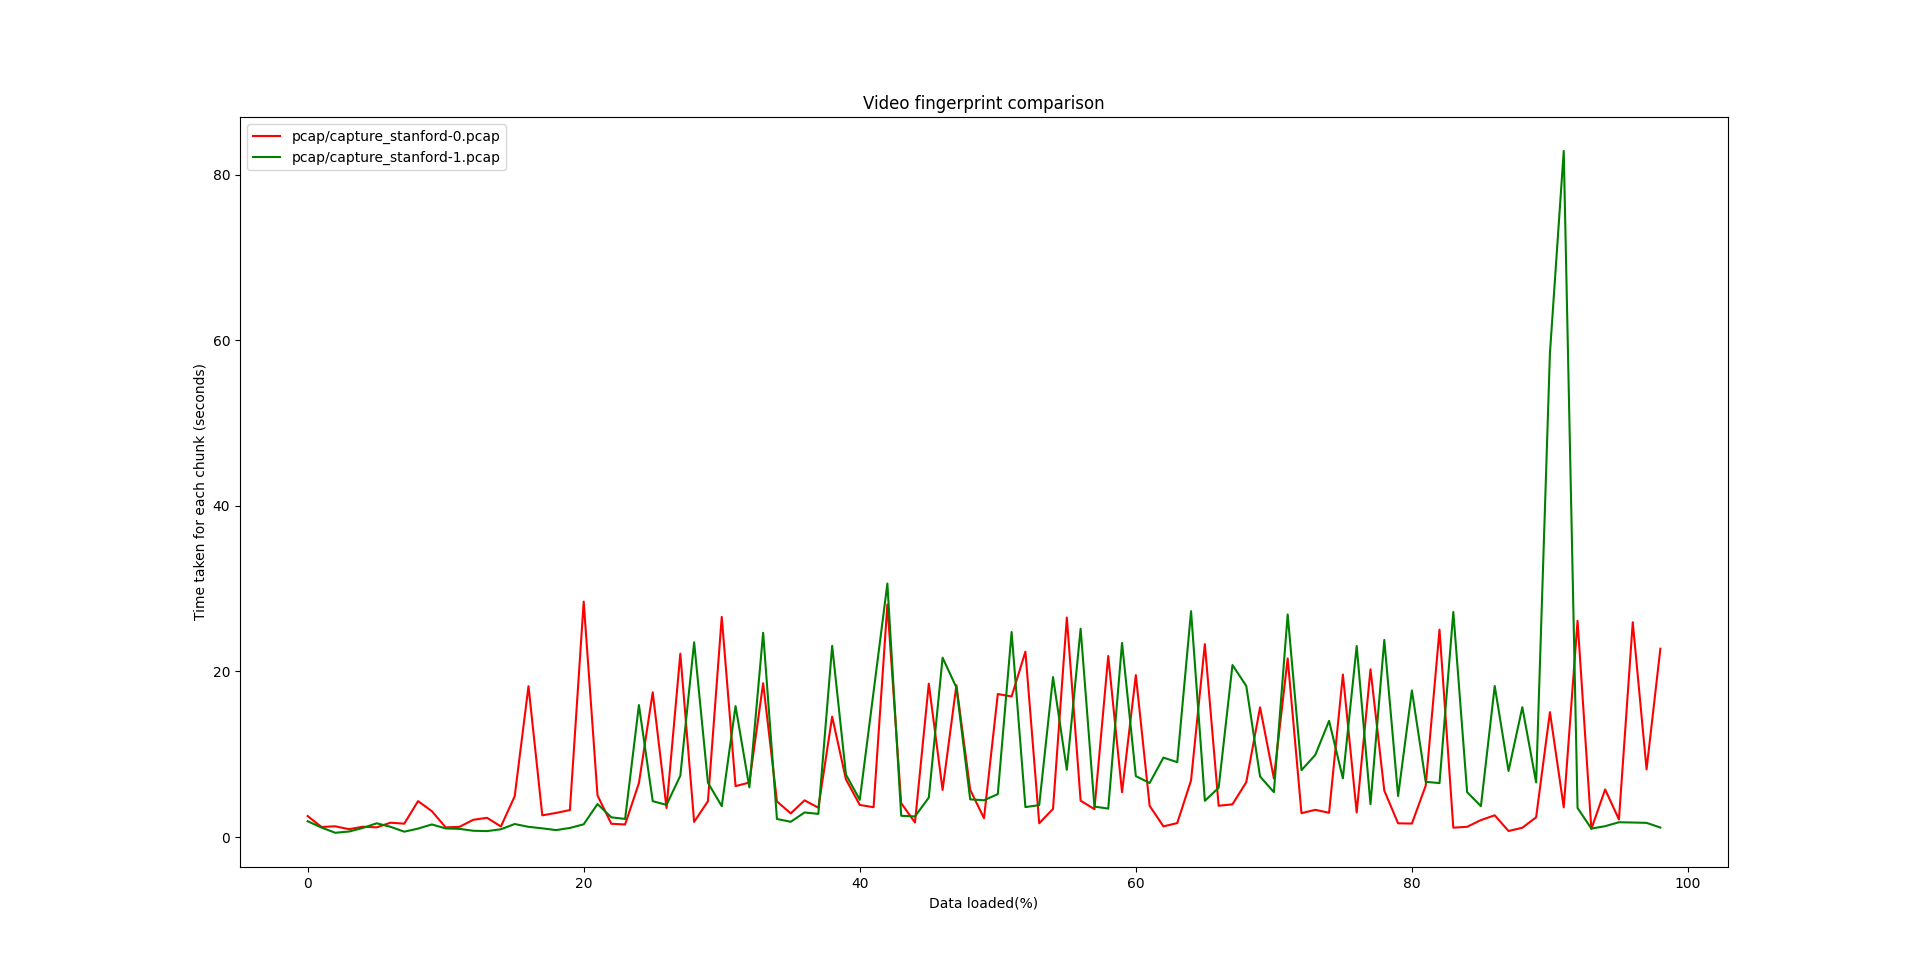 Video fingerprint comparison
pcap/capture_stanford-0.pcap
pcap/capture_stanford-1.pcap
80
60
40
20
0
Time taken for each chunk (seconds)
0 20 40 60 80 100
Data loaded(%)